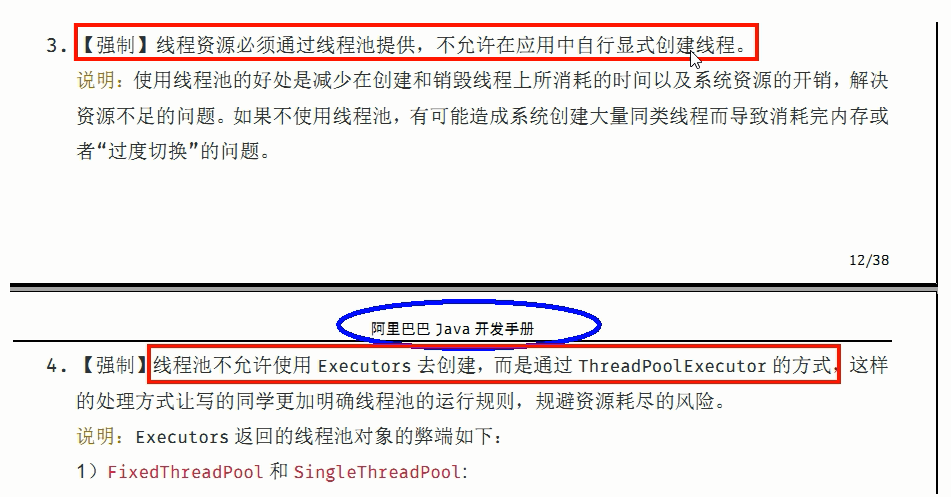 3.【强制】线程资源必须通过线程池提供，不允许在应用中自行显式创建线程。
说明：使用线程池的好处是减少在创建和销毁线程上所消耗的时间以及系统资源的开销，解决
资源不足的问题。如果不使用线程池，有可能造成系统创建大量同类线程而导致消耗完内存或
者“过度切换”的问题。
12/38
阿里巴巴 Java 开发手册
4.【强制】线程池不允许使用 Executors 去创建，而是通过 ThreadPoolExecutor 的方式，这样
的处理方式让写的同学更加明确线程池的运行规则，规避资源耗尽的风险。
说明：Executors 返回的线程池对象的弊端如下：
1）FixedThreadPool 和 SingleThreadPool: